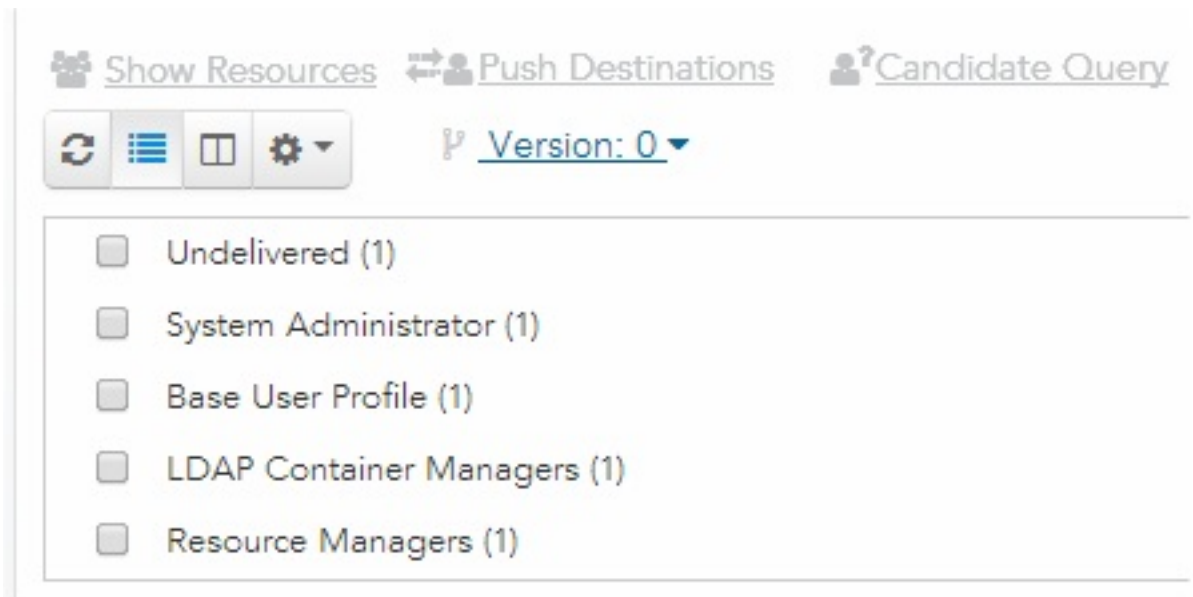 Show Resources Push Destinations Candidate Query
Version: 0
Undelivered (1)
System Administrator (1)
Base User Profile (1)
LDAP Container Managers (1)
Resource Managers (1)